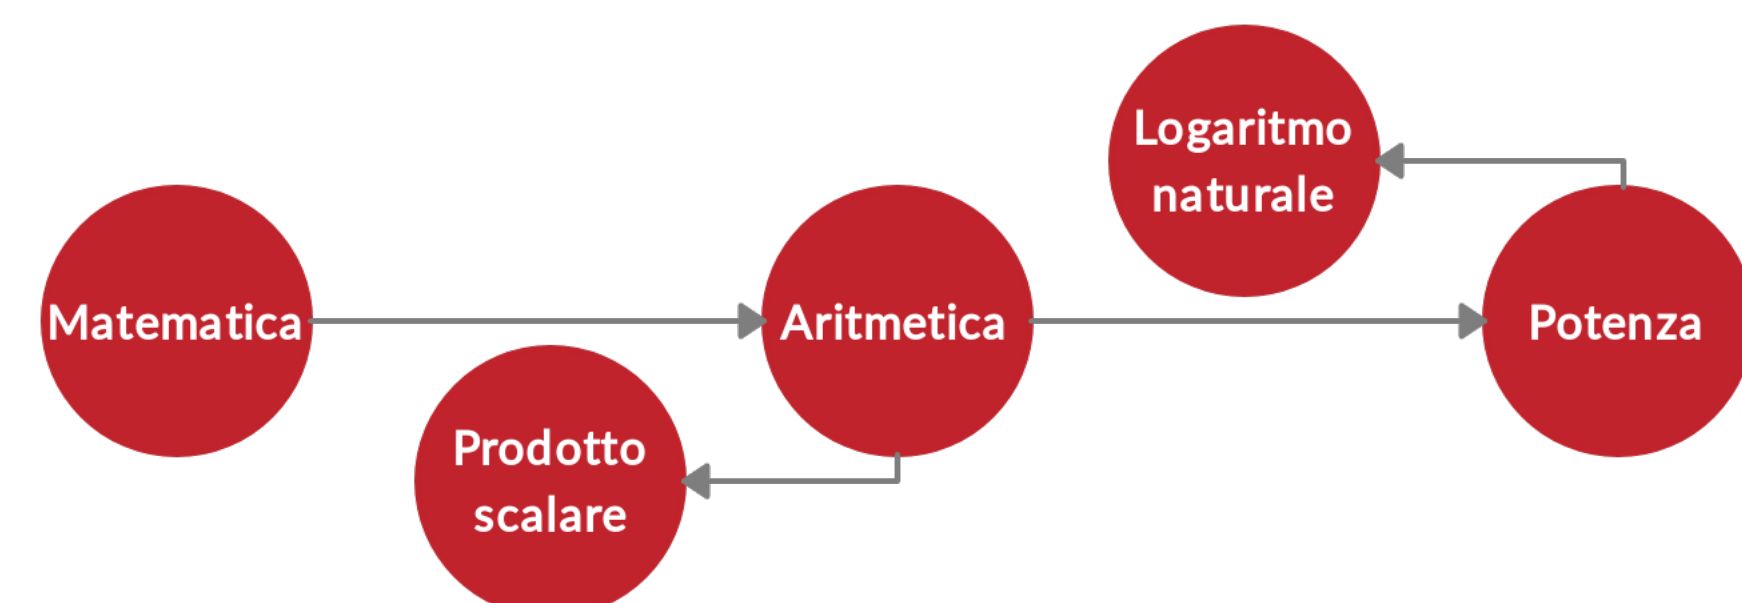 Logaritmo
naturale
Matematica
Aritmetica
Potenza
Prodotto
scalare